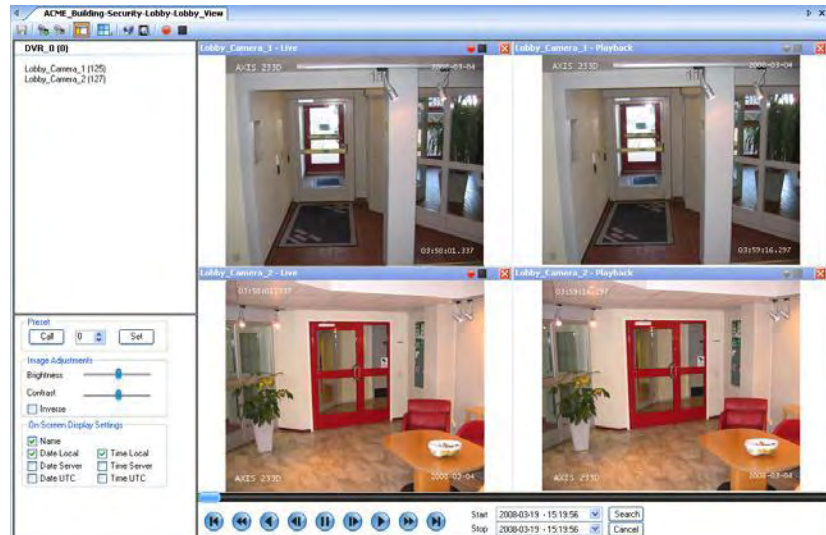 ACME_Building-Security-Lobby-Lobby_View
DVR_0 (0)
Lobby_Camera_1 (125)
Lobby_Camera_2 (127)
Lobby_Camera_1 - Live
AXIS 233D
2008-03-04
03:58:01.337
Lobby_Camera_1 - Playback
AXIS 233D
2008-03-04
03:59:16.297
Lobby_Camera_2 - Live
03:58:01.337
AXIS 233D
2008-03-04
Lobby_Camera_2 - Playback
03:59:16.297
AXIS 233D
2008-03-04
Preset
Call 0 Set
Image Adjustments
Brightness
Contrast
Inverse
On Screen Display Settings
Name
Date Local Time Local
Date Server Time Server
Date UTC Time UTC
Start 2008-03-19 - 15:19:56 Search
Stop 2008-03-19 - 15:19:56 Cancel